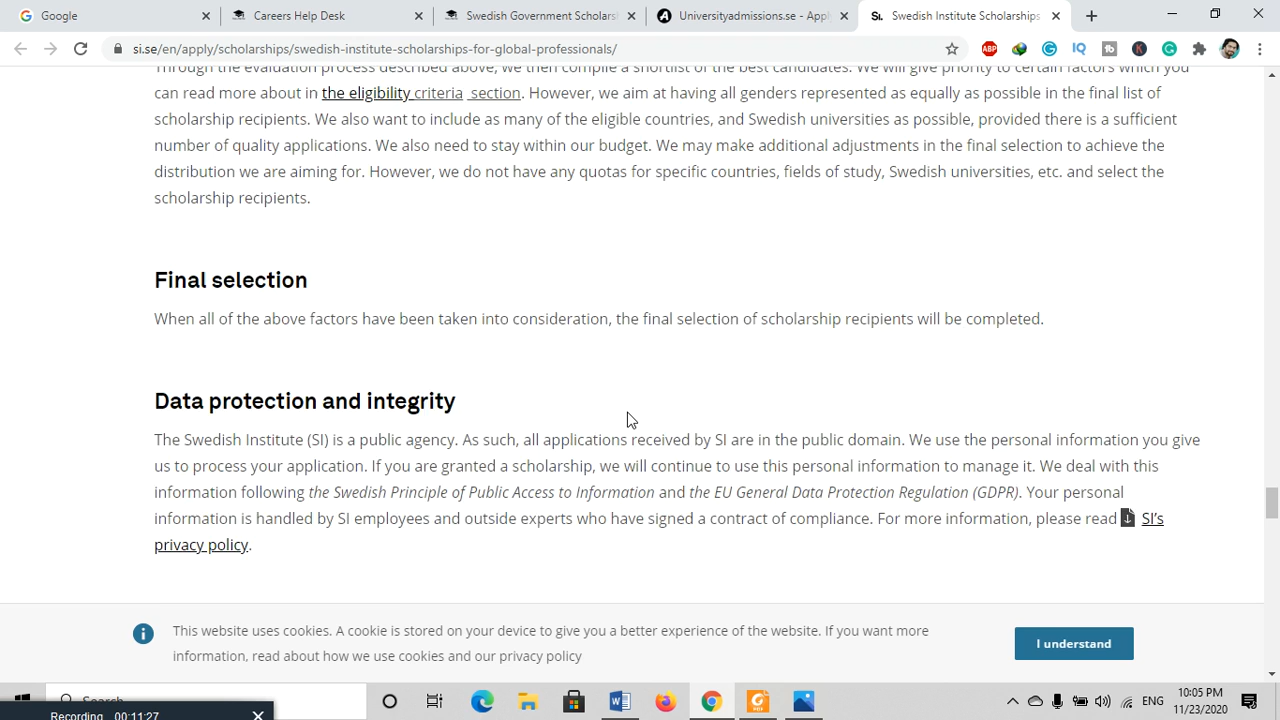 Google
Careers Help Desk
Swedish Government Scholars
Universityadmissions.se - Appl
Si. Swedish Institute Scholarships
si.se/en/apply/scholarships/swedish-institute-scholarships-for-global-professionals/
Through the evaluation process described above, we then compile a shortlist of the best candidates. We will give priority to certain factors which you
can read more about in the eligibility criteria section. However, we aim at having all genders represented as equally as possible in the final list of
scholarship recipients. We also want to include as many of the eligible countries, and Swedish universities as possible, provided there is a sufficient
number of quality applications. We also need to stay within our budget. We may make additional adjustments in the final selection to achieve the
distribution we are aiming for. However, we do not have any quotas for specific countries, fields of study, Swedish universities, etc. and select the
scholarship recipients.
Final selection
When all of the above factors have been taken into consideration, the final selection of scholarship recipients will be completed.
Data protection and integrity
The Swedish Institute (SI) is a public agency. As such, all applications received by SI are in the public domain. We use the personal information you give
us to process your application. If you are granted a scholarship, we will continue to use this personal information to manage it. We deal with this
information following the Swedish Principle of Public Access to Information and the EU General Data Protection Regulation (GDPR). Your personal
information is handled by SI employees and outside experts who have signed a contract of compliance. For more information, please read SI's
privacy policy.
This website uses cookies. A cookie is stored on your device to give you a better experience of the website. If you want more
information, read about how we use cookies and our privacy policy
I understand
Search
ENG
10:05 PM
11/23/2020
Recording 00:11:27